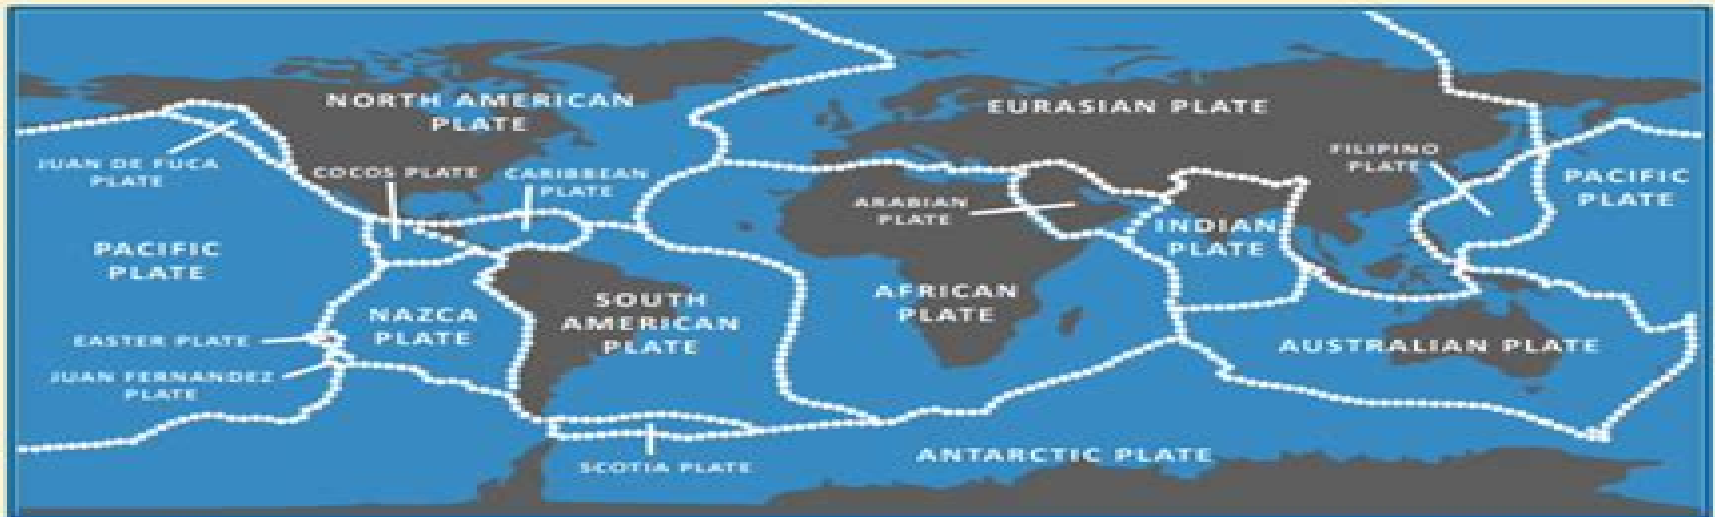 NORTH AMERICAN
PLATE
EURASIAN PLATE
JUAN DE FUCA
PLATE
COCOS PLATE
CARIBBEAN
PLATE
FILIPINO
PLATE
PACIFIC
PLATE
ARABIAN
PLATE
INDIAN
PLATE
PACIFIC
PLATE
AFRICAN
PLATE
SOUTH
AMERICAN
PLATE
NAZCA
PLATE
EASTER PLATE
AUSTRALIAN PLATE
JUAN FERNANDEZ
PLATE
ANTARCTIC PLATE
SCOTIA PLATE